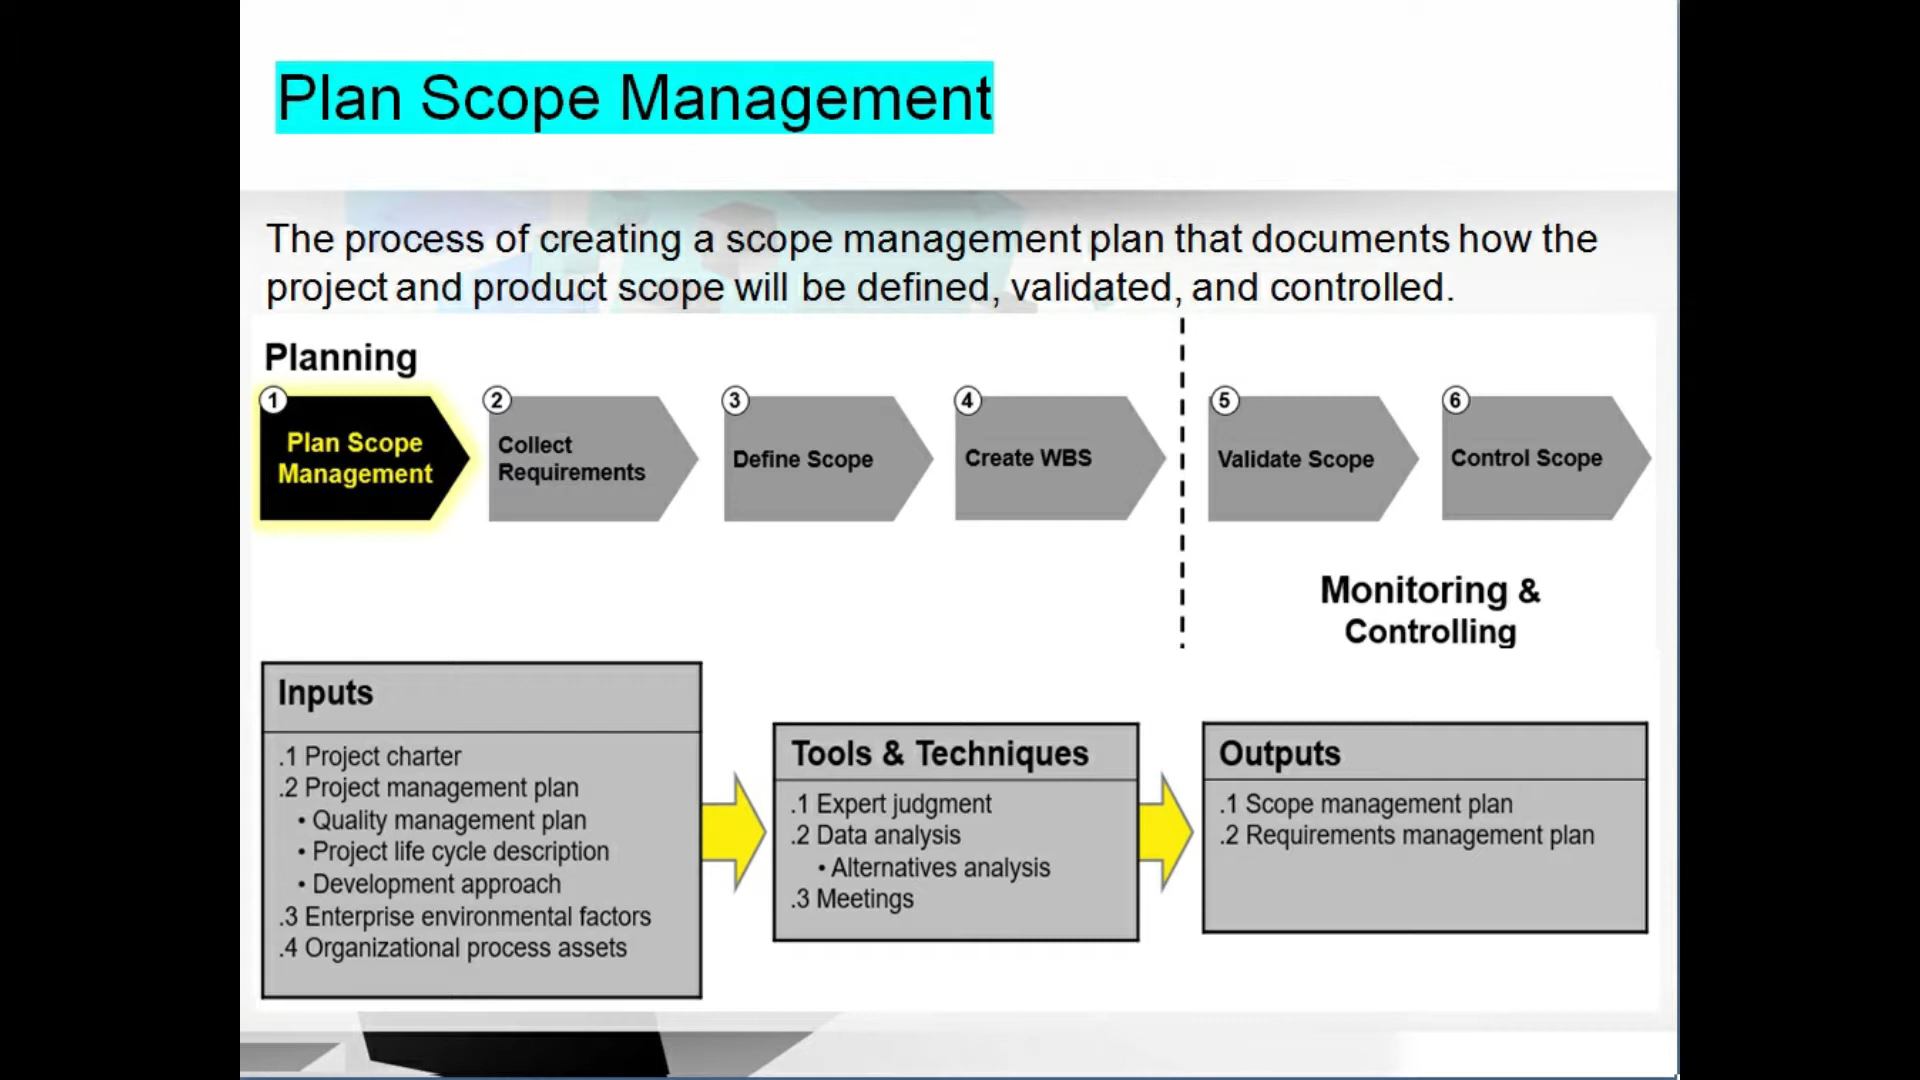 Plan Scope Management
The process of creating a scope management plan that documents how the
project and product scope will be defined, validated, and controlled.
Planning
1
Plan Scope
Management
2
Collect
Requirements
3
Define Scope
4
Create WBS
5
Validate Scope
6
Control Scope
Monitoring &
Controlling
Inputs
.1 Project charter
.2 Project management plan
• Quality management plan
• Project life cycle description
• Development approach
.3 Enterprise environmental factors
.4 Organizational process assets
Tools & Techniques
.1 Expert judgment
.2 Data analysis
• Alternatives analysis
.3 Meetings
Outputs
.1 Scope management plan
.2 Requirements management plan